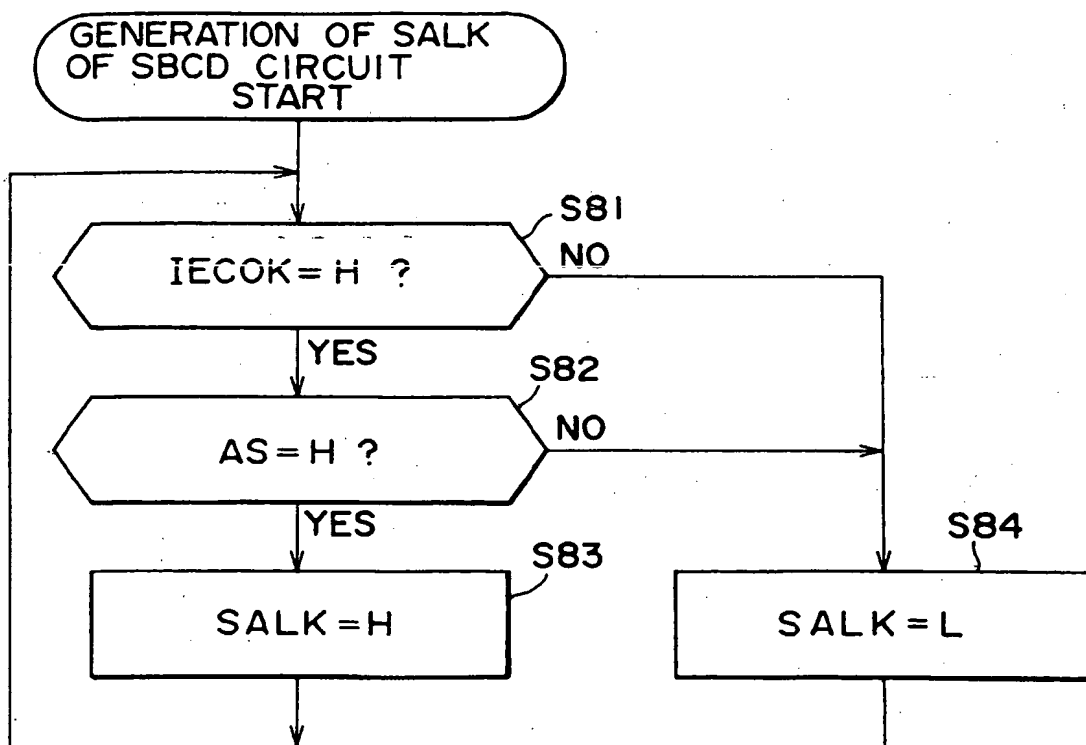 GENERATION OF SALK
OF SBCD CIRCUIT
START
S81
IECOK=H ?
NO
YES
S82
AS=H ?
NO
YES
S83
SALK=H
S84
SALK=L